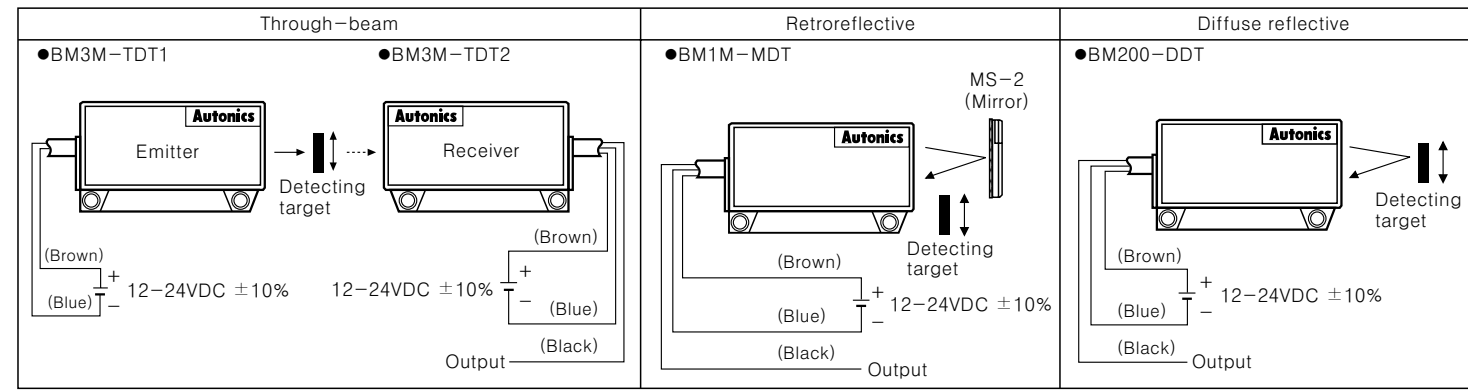 Through-beam
●BM3M-TDT1
●BM3M-TDT2
Autonics
Emitter
Autonics
Receiver
Detecting
target
(Brown)
+
12-24VDC ±10%
(Blue)
-
(Brown)
+
12-24VDC ±10%
-
(Blue)
(Black)
Output
Retroreflective
●BM1M-MDT
MS-2
(Mirror)
Autonics
Detecting
target
(Brown)
+
12-24VDC ±10%
(Blue)
-
(Black)
Output
Diffuse reflective
●BM200-DDT
Autonics
Detecting
target
(Brown)
+
12-24VDC ±10%
(Blue)
-
(Black)
Output